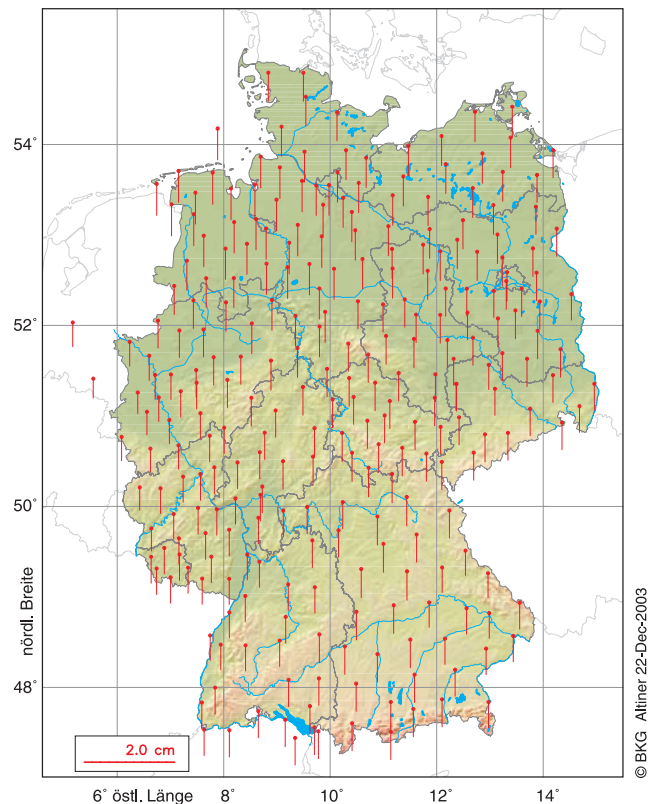 54°
52°
50°
48°
nördl. Breite
2.0 cm
6° östl. Länge
8°
10°
12°
14°
© BKG Altiner 22-Dec-2003